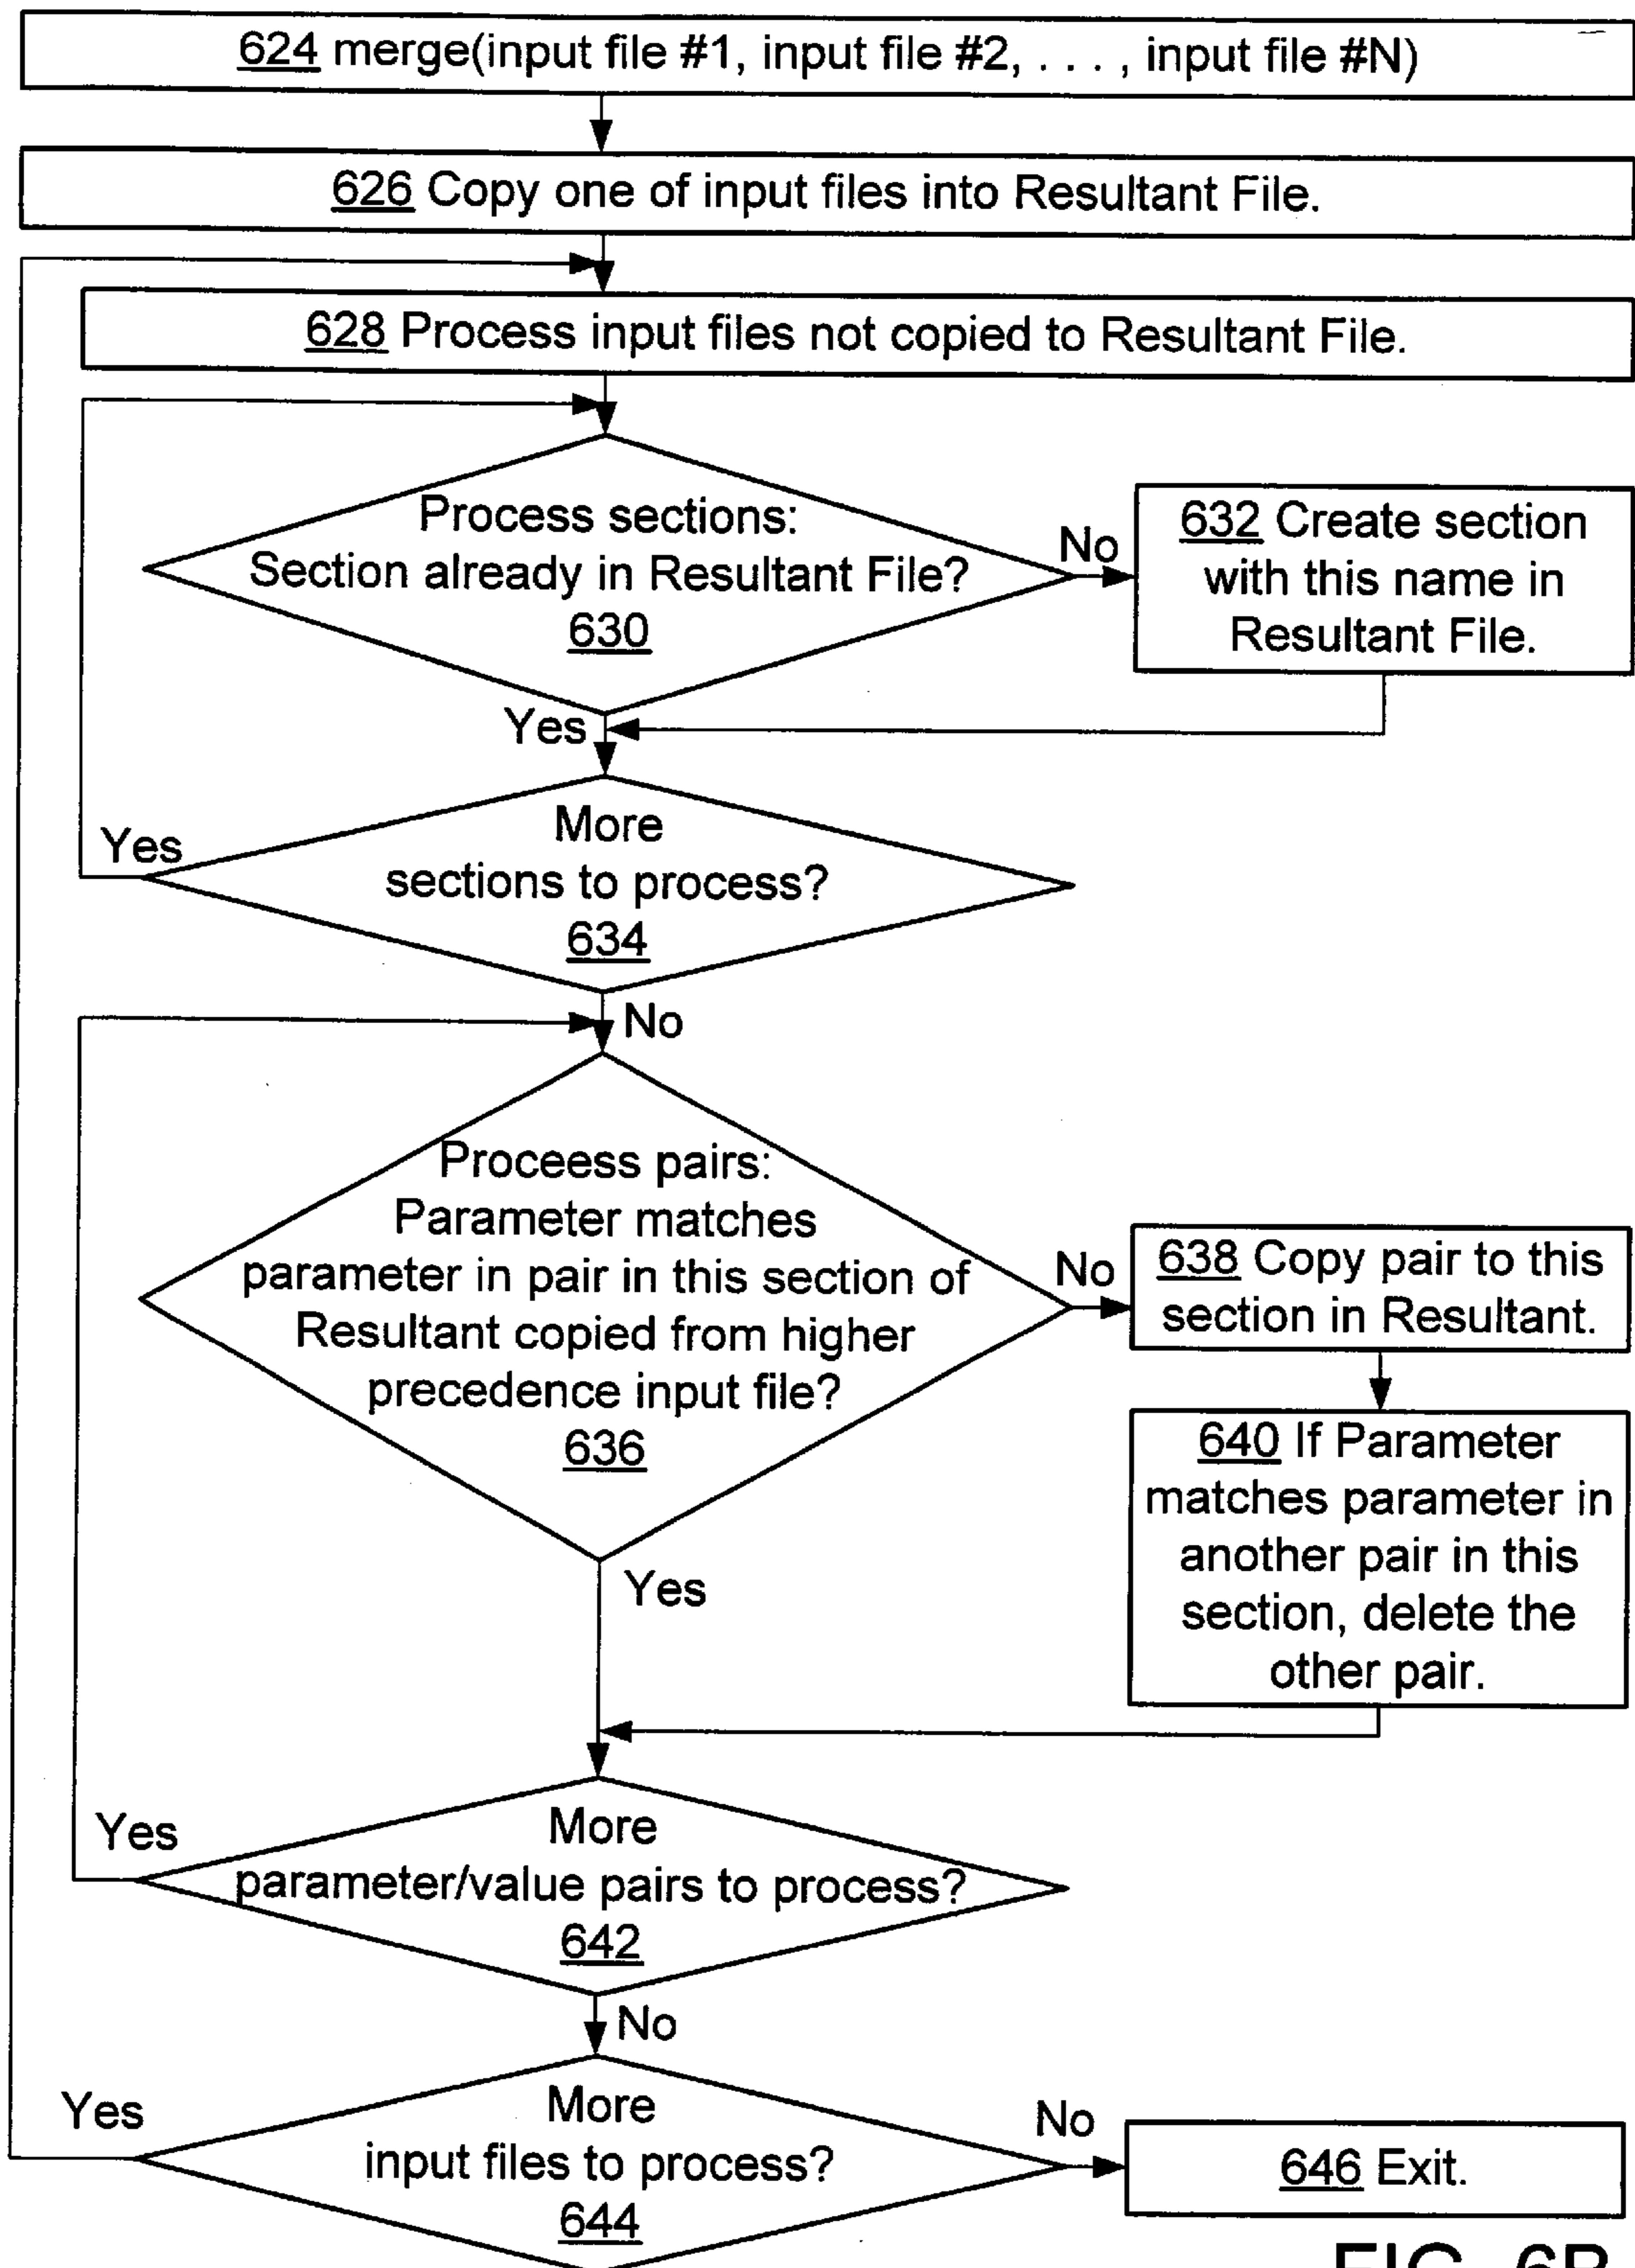 624 merge(input file #1, input file #2, . . . , input file #N)
626 Copy one of input files into Resultant File.
628 Process input files not copied to Resultant File.
Process sections:
Section already in Resultant File?
630
No
632 Create section
with this name in
Resultant File.
Yes
More
sections to process?
634
Yes
No
Proceess pairs:
Parameter matches
parameter in pair in this section of
Resultant copied from higher
precedence input file?
636
No
638 Copy pair to this
section in Resultant.
640 If Parameter
matches parameter in
another pair in this
section, delete the
other pair.
Yes
More
parameter/value pairs to process?
642
Yes
No
More
input files to process?
644
Yes
No
646 Exit.
FIG. 6B